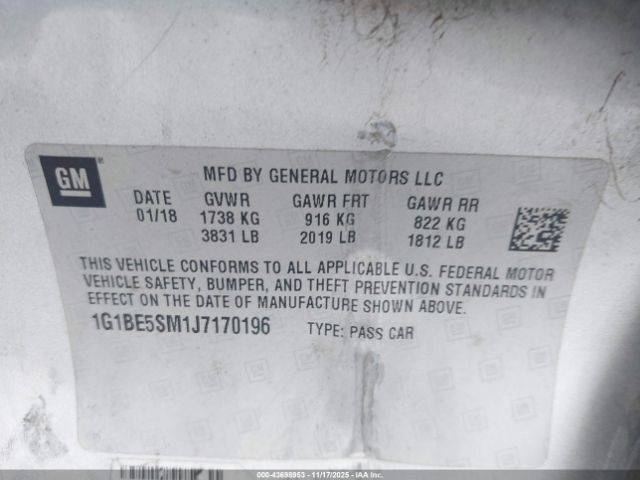 GM
MFD BY GENERAL MOTORS LLC
DATE GVWR GAWR FRT GAWR RR
01/18 1738 KG 916 KG 822 KG
3831 LB 2019 LB 1812 LB
THIS VEHICLE CONFORMS TO ALL APPLICABLE U.S. FEDERAL MOTOR
VEHICLE SAFETY, BUMPER, AND THEFT PREVENTION STANDARDS IN
EFFECT ON THE DATE OF MANUFACTURE SHOWN ABOVE.
1G1BE5SM1J7170196 TYPE: PASS CAR
000-43698953 - 11/17/2025 - IAA TRADEMARK